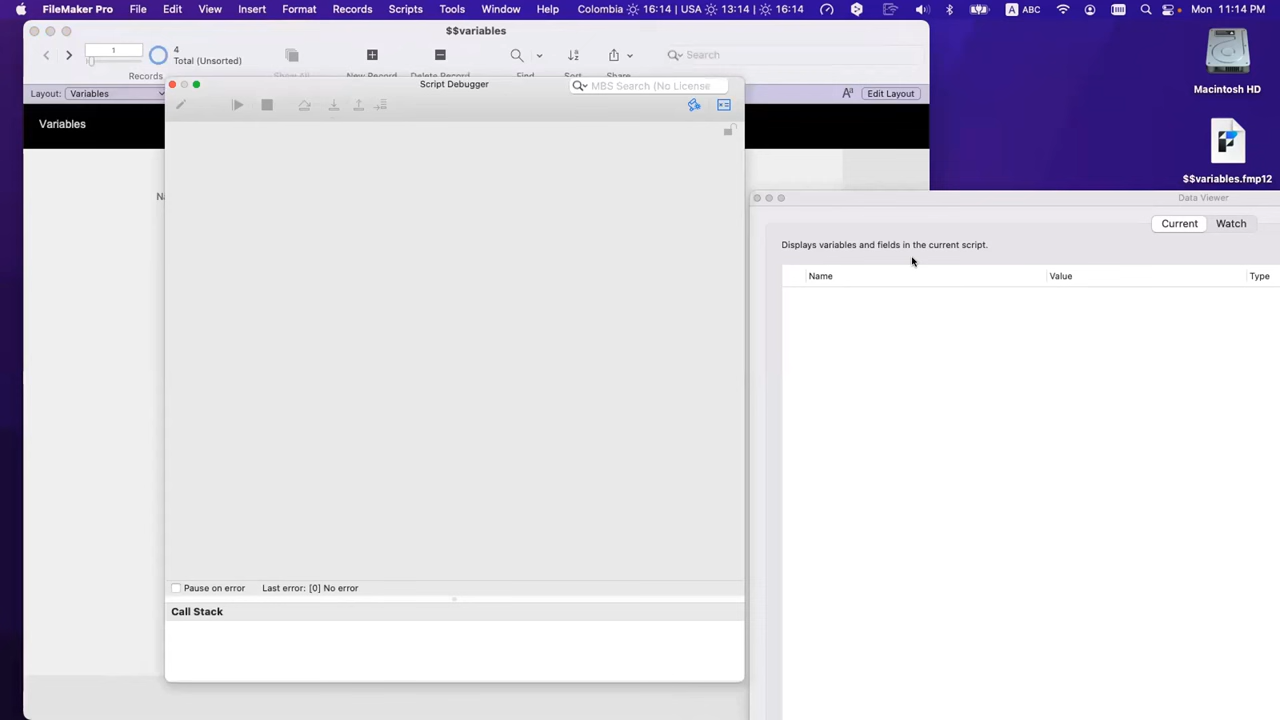 FileMaker Pro File Edit View Insert Format Records Scripts Tools Window Help Colombia 16:14 | USA 13:14 | 16:14 A ABC Mon 11:14 PM
$$variables
1
4
Total (Unsorted)
Search
Records
New Record
Delete Record
Share
Layout: Variables
Edit Layout
Variables
Script Debugger
MBS Search (No License
Pause on error
Last error: [0] No error
Call Stack
Macintosh HD
$$variables.fmp12
Data Viewer
Current Watch
Displays variables and fields in the current script.
Name Value Type